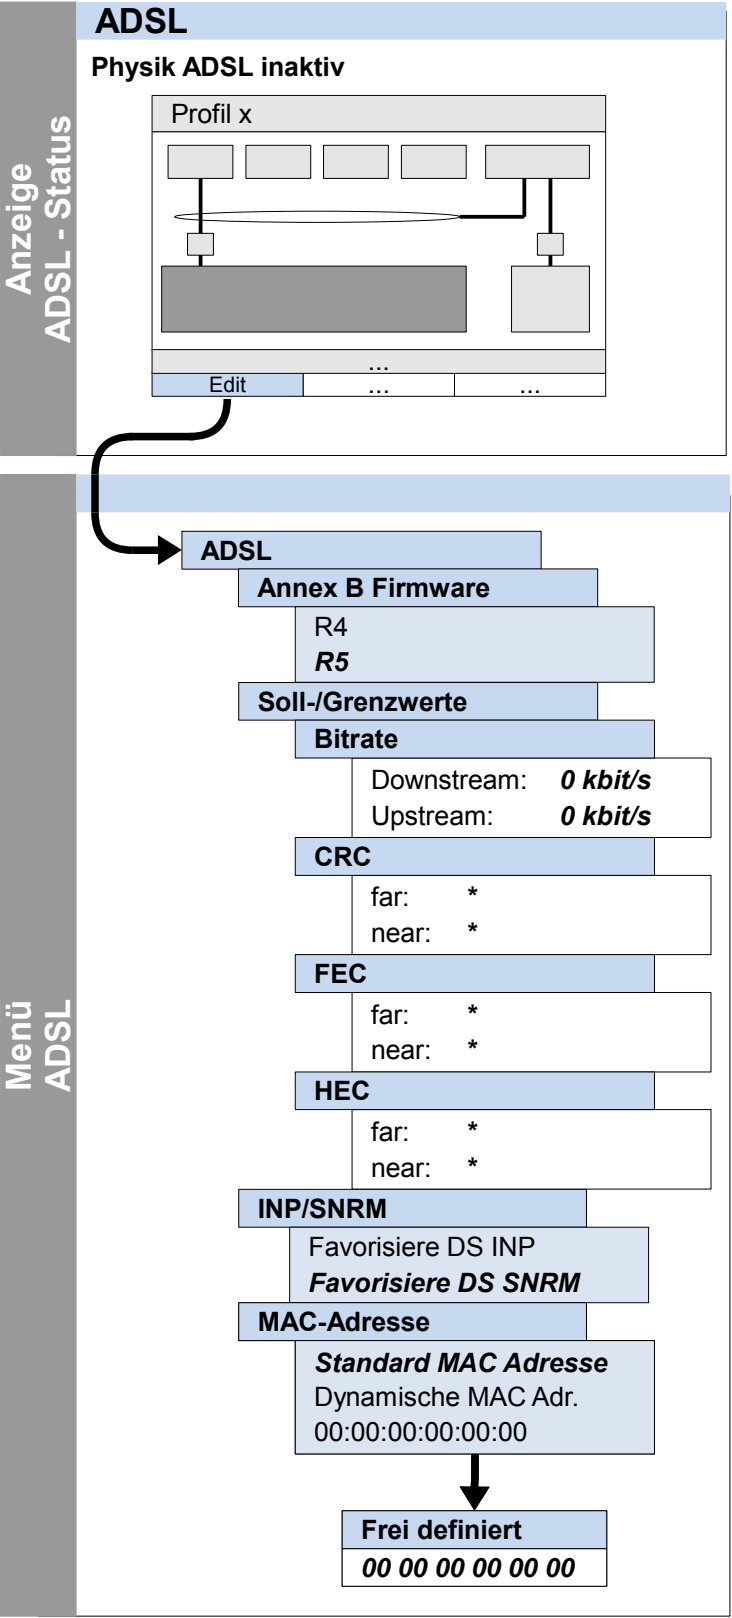 ADSL
Physik ADSL inaktiv
Anzeige
ADSL - Status
Profil x
...
Edit
...
...
Menü
ADSL
ADSL
Annex B Firmware
R4
R5
Soll-/Grenzwerte
Bitrate
Downstream: 0 kbit/s
Upstream: 0 kbit/s
CRC
far: *
near: *
FEC
far: *
near: *
HEC
far: *
near: *
INP/SNRM
Favorisiere DS INP
Favorisiere DS SNRM
MAC-Adresse
Standard MAC Adresse
Dynamische MAC Adr.
00:00:00:00:00:00
Frei definiert
00 00 00 00 00 00